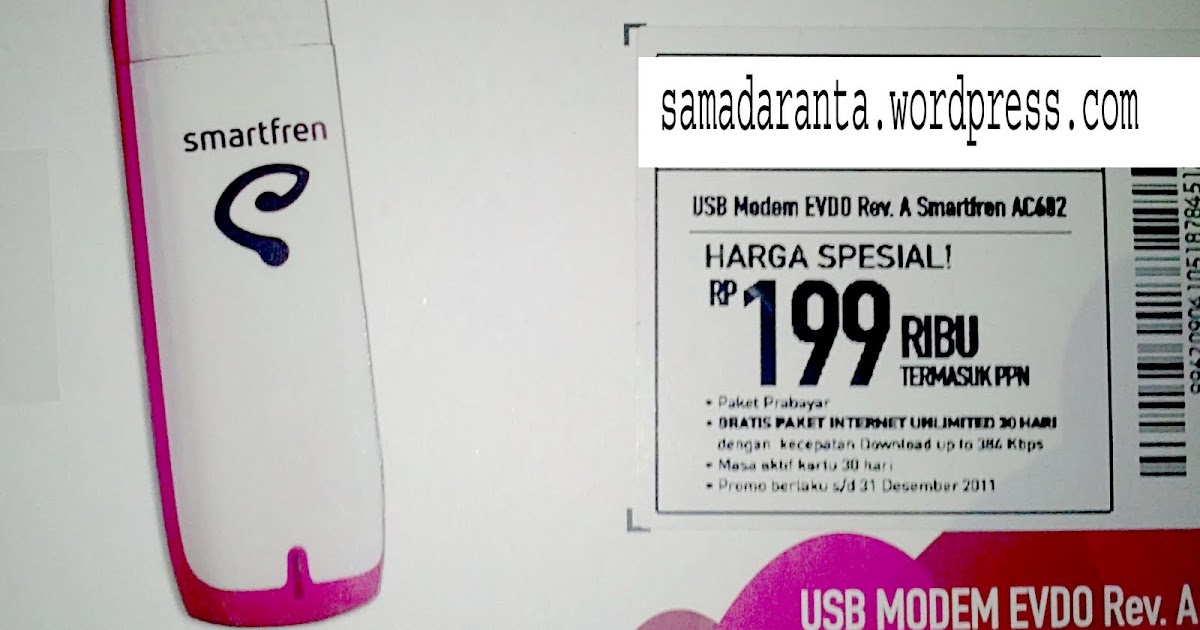 smartfren
samadaranta.wordpress.com
USB Modem EVDO Rev. A Smartfren AC682
HARGA SPESIAL!
RP 199 RIBU
TERMASUK PPN
• Paket Prabayar
• GRATIS PAKET INTERNET UNLIMITED 30 HARI
dengan kecepatan Download up to 384 Kbps
• Masa aktif kartu 30 hari
• Promo berlaku s/d 31 Desember 2011
USB MODEM EVDO Rev. A